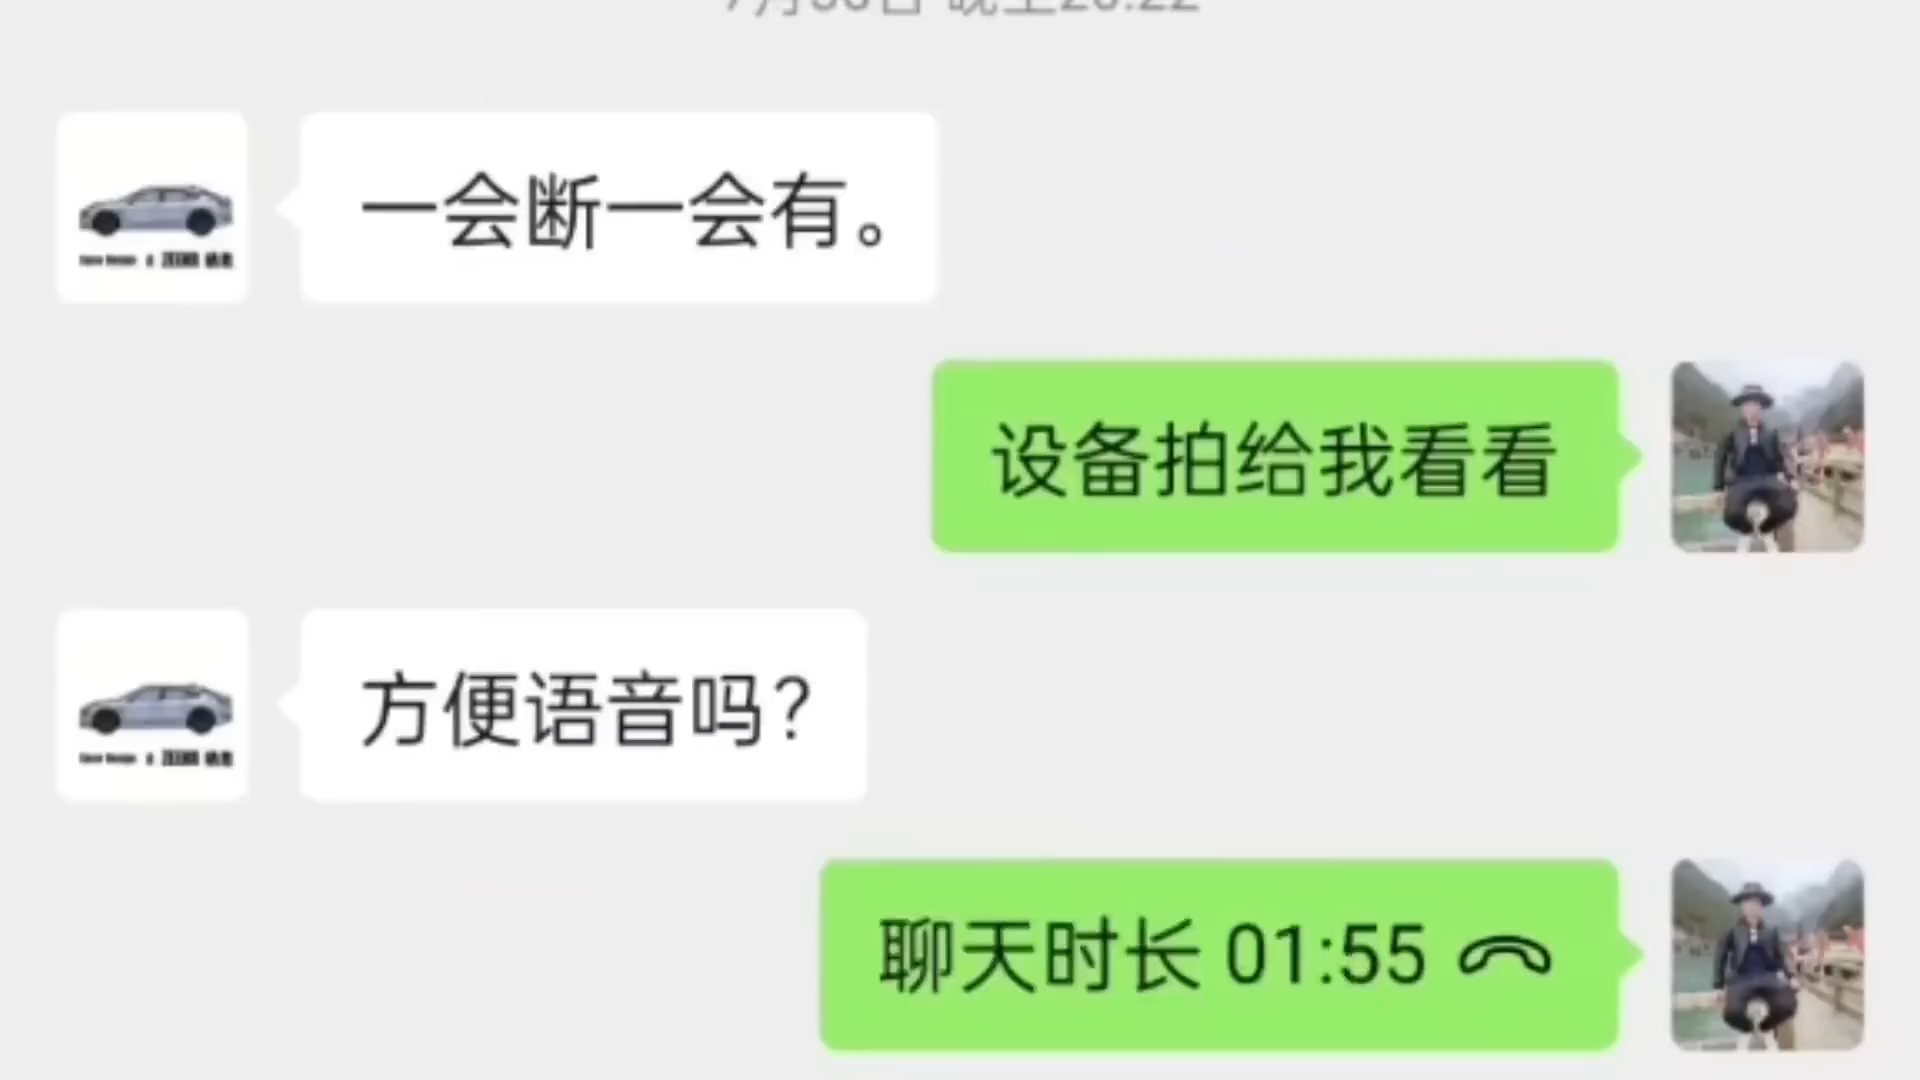 一会断一会有。
设备拍给我看看
方便语音吗?
聊天时长 01:55